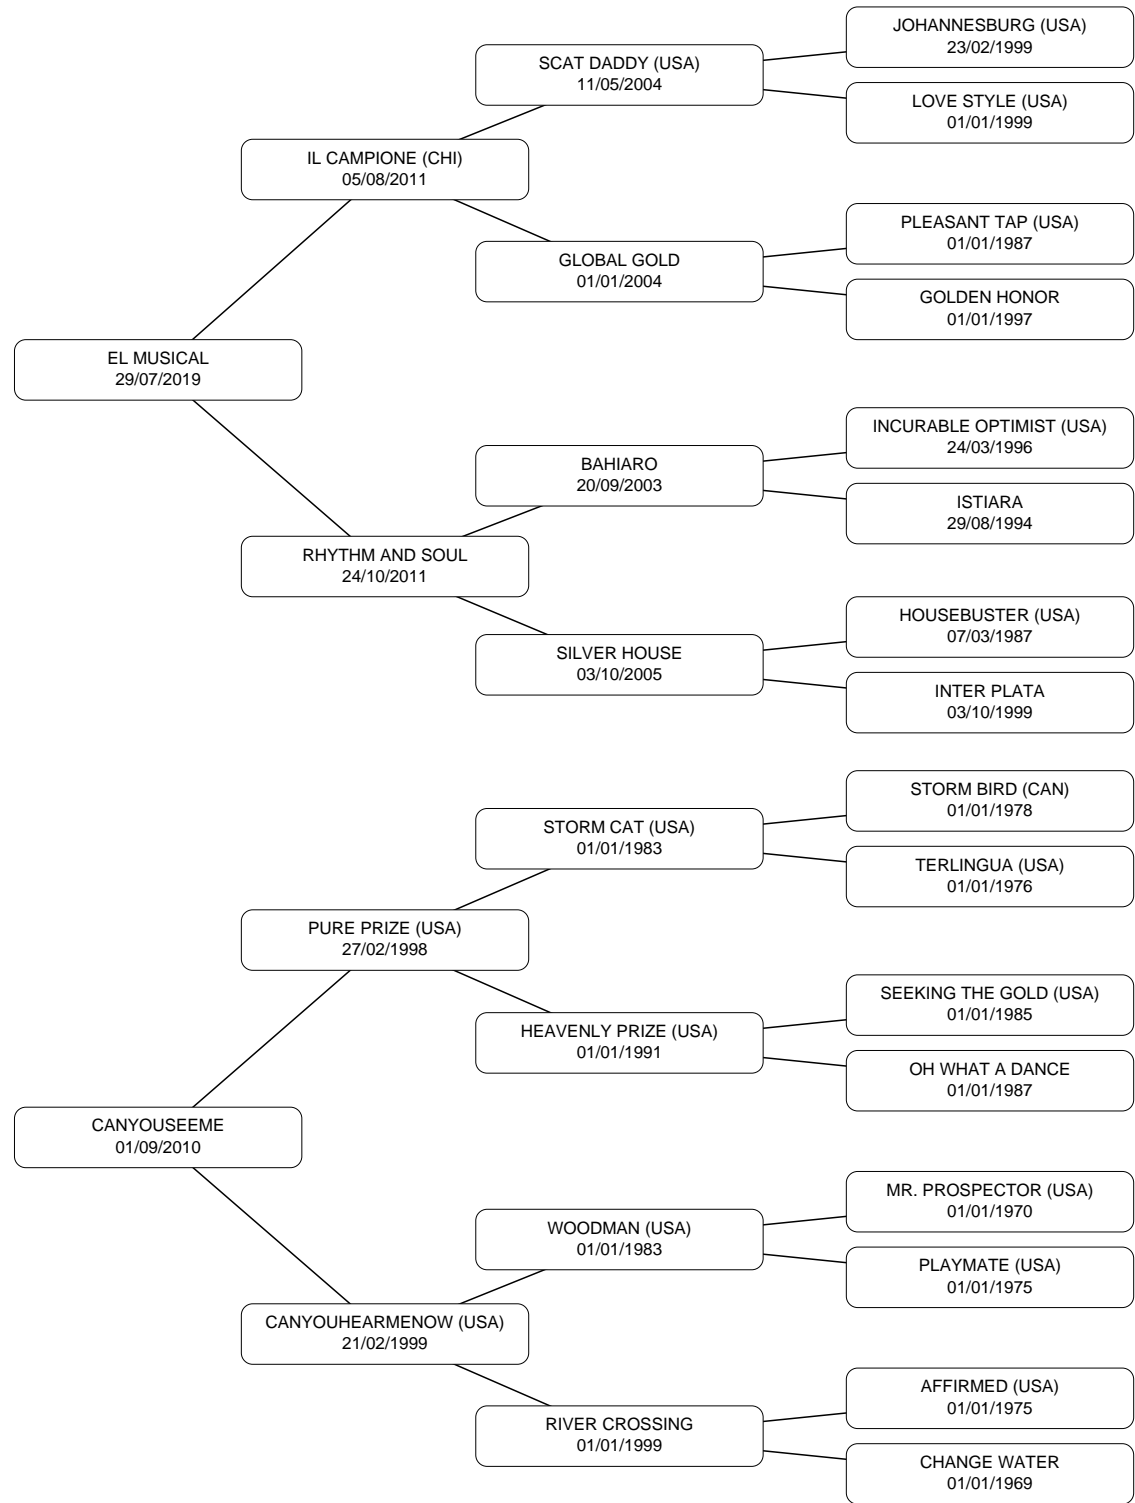 JOHANNESBURG (USA)
23/02/1999
SCAT DADDY (USA)
11/05/2004
LOVE STYLE (USA)
01/01/1999
IL CAMPIONE (CHI)
05/08/2011
PLEASANT TAP (USA)
01/01/1987
GLOBAL GOLD
01/01/2004
GOLDEN HONOR
01/01/1997
EL MUSICAL
29/07/2019
INCURABLE OPTIMIST (USA)
24/03/1996
BAHIARO
20/09/2003
ISTIARA
29/08/1994
RHYTHM AND SOUL
24/10/2011
HOUSEBUSTER (USA)
07/03/1987
SILVER HOUSE
03/10/2005
INTER PLATA
03/10/1999
STORM BIRD (CAN)
01/01/1978
STORM CAT (USA)
01/01/1983
TERLINGUA (USA)
01/01/1976
PURE PRIZE (USA)
27/02/1998
SEEKING THE GOLD (USA)
01/01/1985
HEAVENLY PRIZE (USA)
01/01/1991
OH WHAT A DANCE
01/01/1987
CANYOUSEEME
01/09/2010
MR. PROSPECTOR (USA)
01/01/1970
WOODMAN (USA)
01/01/1983
PLAYMATE (USA)
01/01/1975
CANYOUHEARMENOW (USA)
21/02/1999
AFFIRMED (USA)
01/01/1975
RIVER CROSSING
01/01/1999
CHANGE WATER
01/01/1969